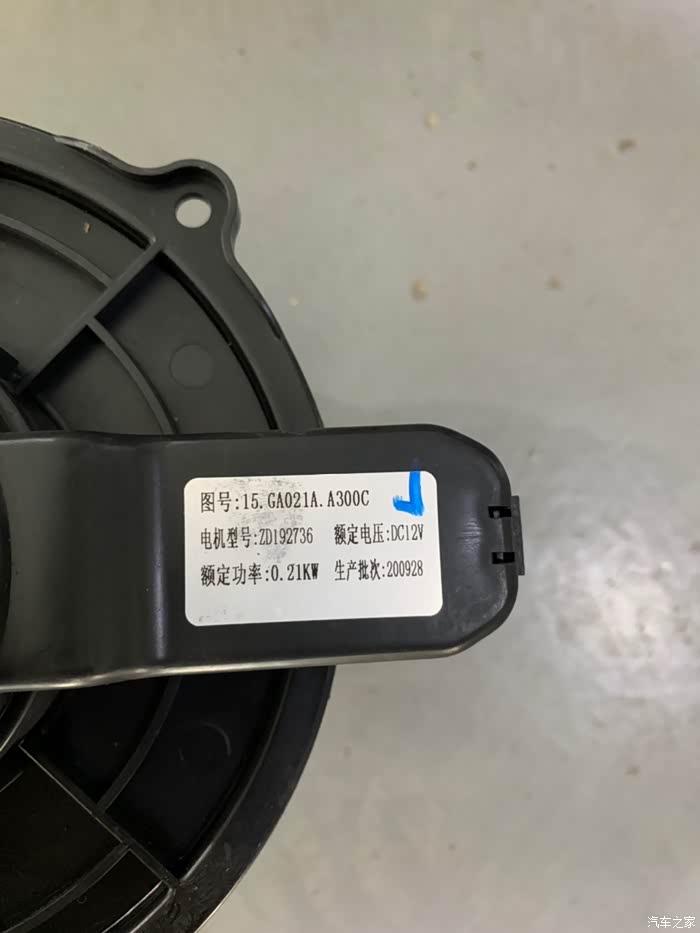 图号:15.GA021A.A300C
电机型号:ZD192736 额定电压:DC12V
额定功率:0.21KW 生产批次:200928
汽车之家